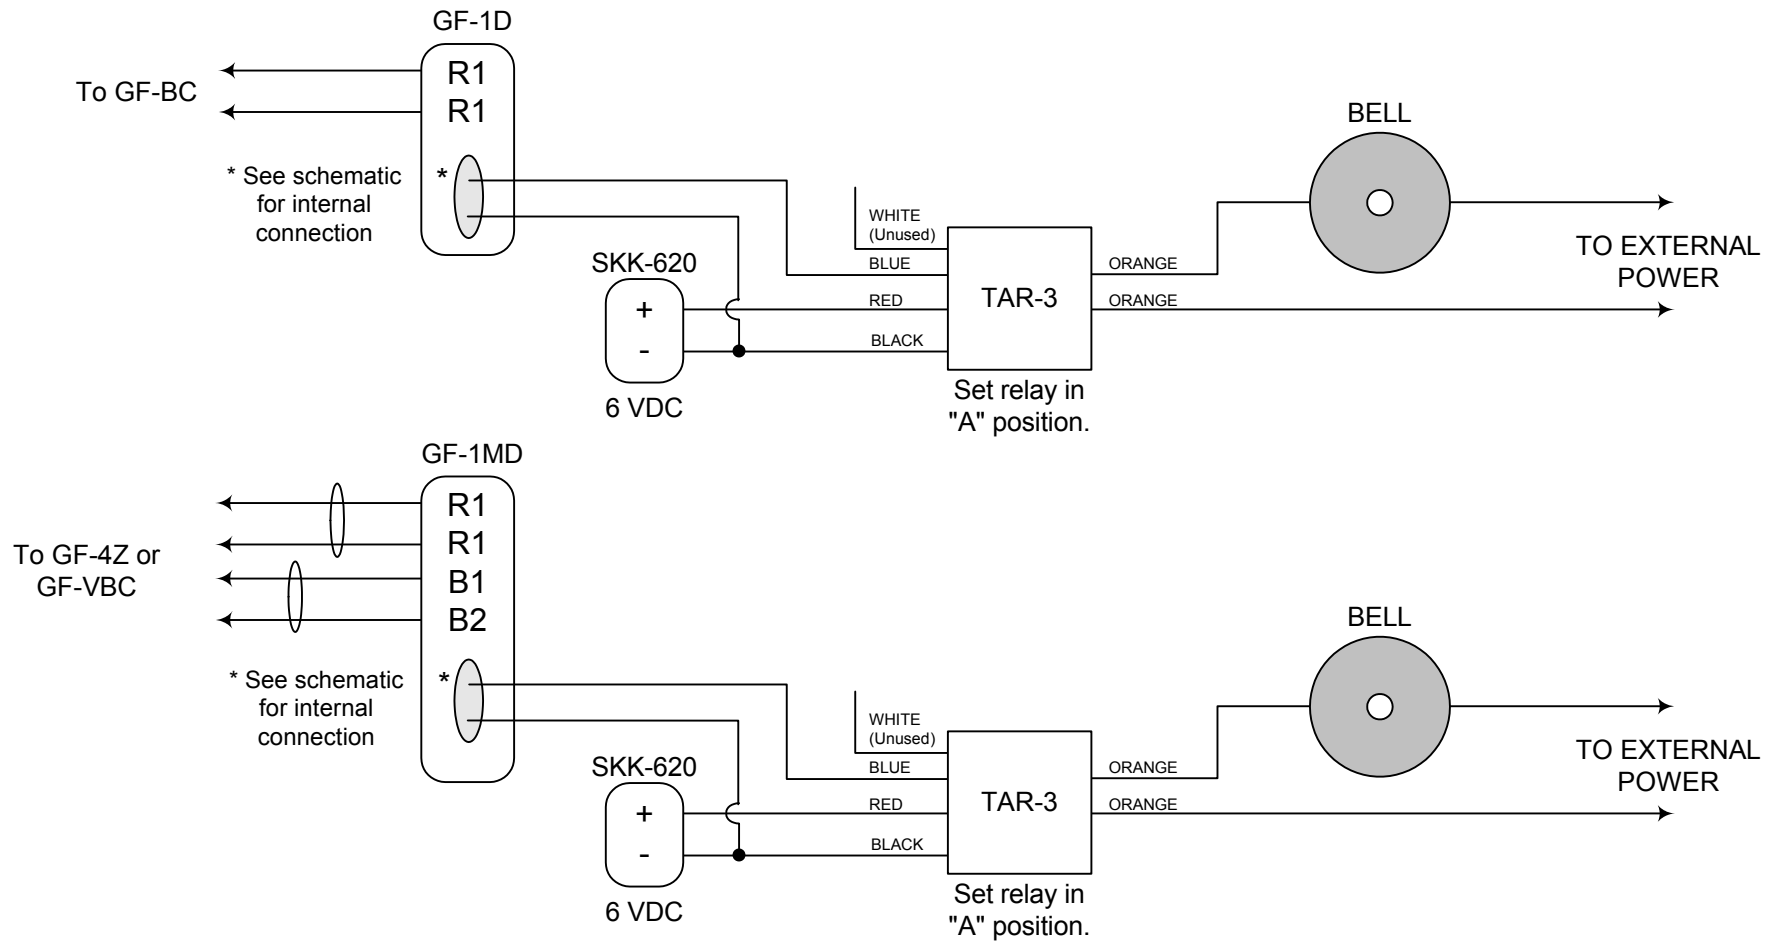 GF-1D
R1
R1
To GF-BC
* See schematic
for internal
connection
*
SKK-620
+
-
6 VDC
WHITE
(Unused)
BLUE
RED
BLACK
TAR-3
Set relay in
"A" position.
ORANGE
ORANGE
BELL
TO EXTERNAL
POWER
GF-1MD
R1
R1
B1
B2
To GF-4Z or
GF-VBC
* See schematic
for internal
connection
*
SKK-620
+
-
6 VDC
WHITE
(Unused)
BLUE
RED
BLACK
TAR-3
Set relay in
"A" position.
ORANGE
ORANGE
BELL
TO EXTERNAL
POWER